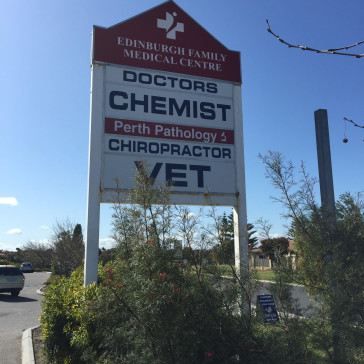 EDINBURGH FAMILY
MEDICAL CENTRE
DOCTORS
CHEMIST
Perth Pathology
CHIROPRACTOR
VET